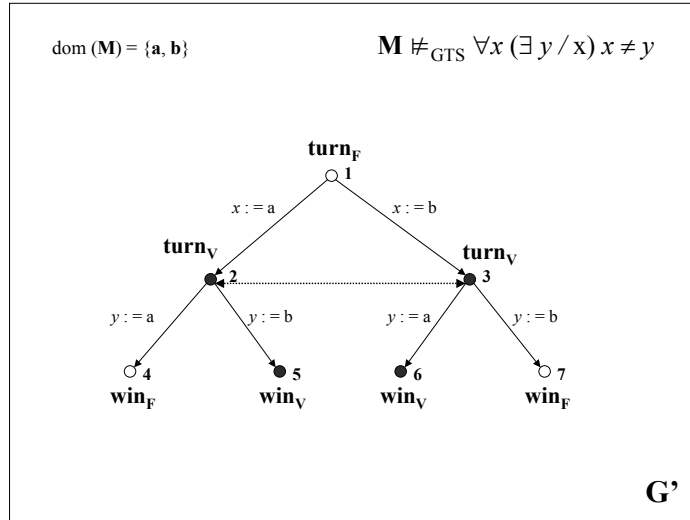 dom (M) = {a, b}
M ⊭GTS ∀x (∃ y / x) x ≠ y
turnF
1
x : = a
x : = b
turnV
turnV
2
3
y : = a
y : = b
y : = a
y : = b
4
5
6
7
winF
winV
winV
winF
G’